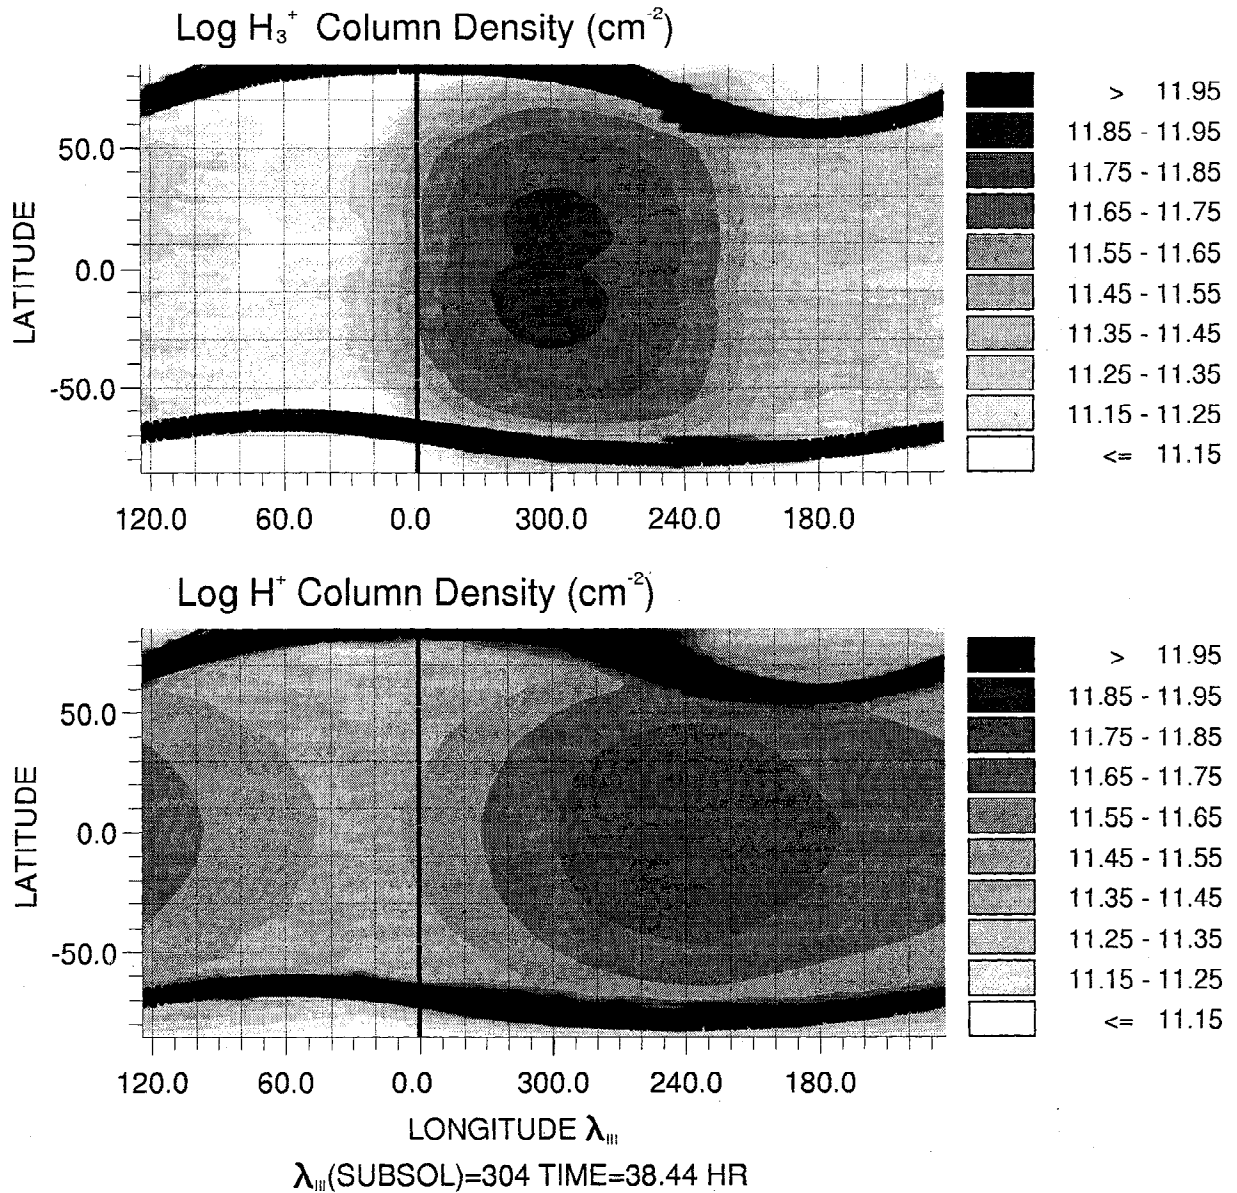 Log H₃⁺ Column Density (cm⁻²)
LATITUDE
50.0
0.0
-50.0
120.0 60.0 0.0 300.0 240.0 180.0
> 11.95
11.85 - 11.95
11.75 - 11.85
11.65 - 11.75
11.55 - 11.65
11.45 - 11.55
11.35 - 11.45
11.25 - 11.35
11.15 - 11.25
<= 11.15
Log H⁺ Column Density (cm⁻²)
LATITUDE
50.0
0.0
-50.0
120.0 60.0 0.0 300.0 240.0 180.0
> 11.95
11.85 - 11.95
11.75 - 11.85
11.65 - 11.75
11.55 - 11.65
11.45 - 11.55
11.35 - 11.45
11.25 - 11.35
11.15 - 11.25
<= 11.15
LONGITUDE λIII
λIII(SUBSOL)=304 TIME=38.44 HR